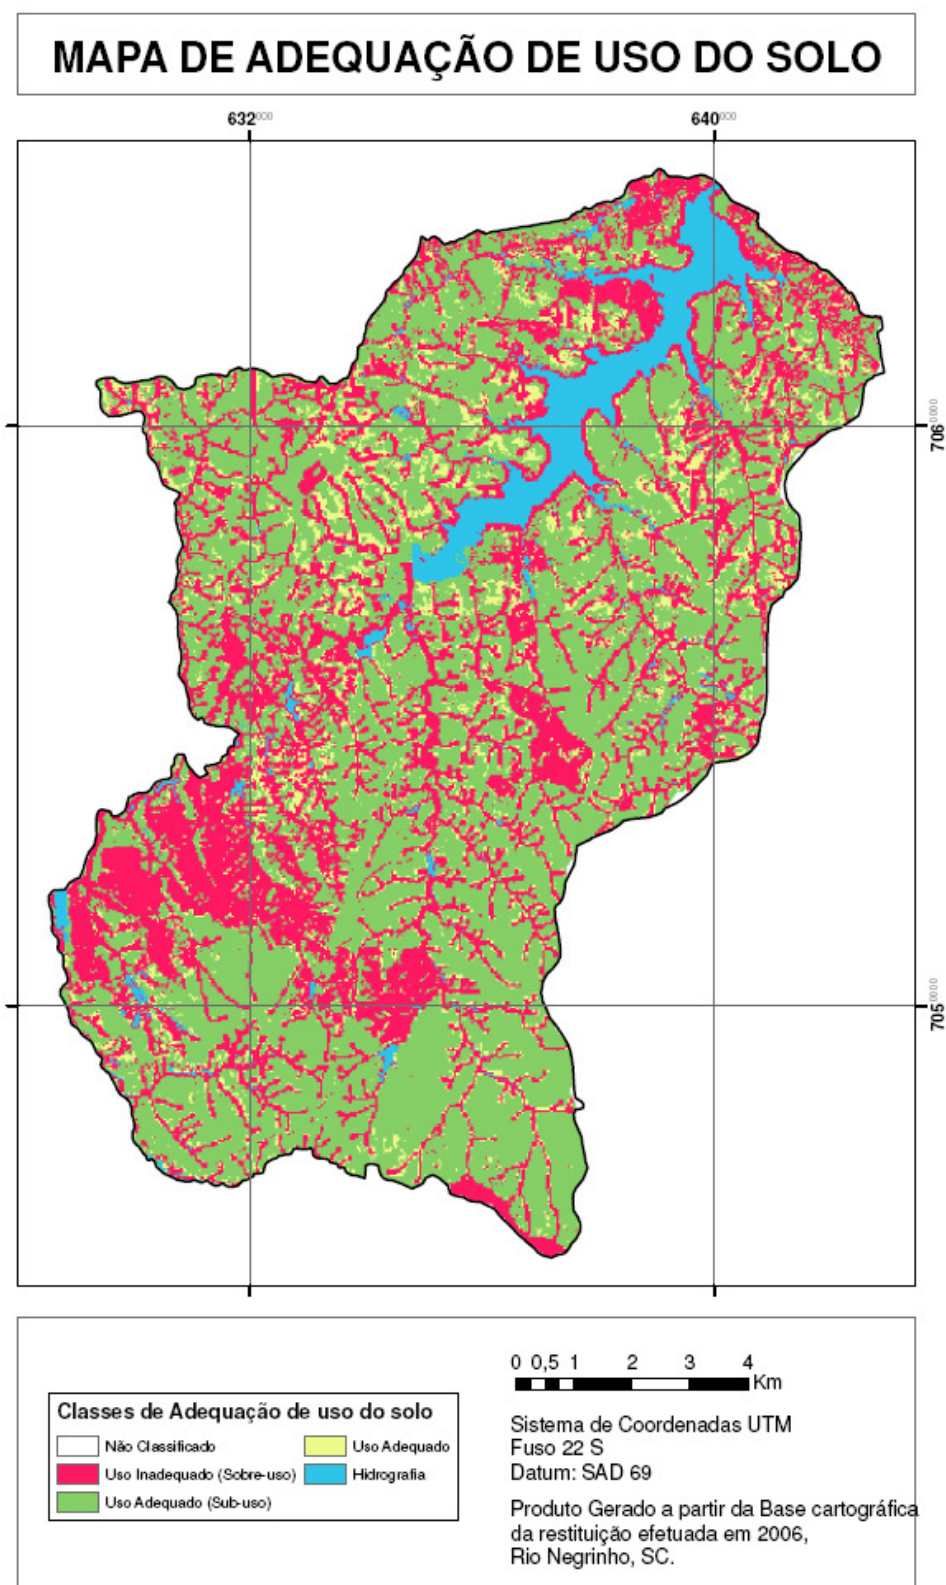 MAPA DE ADEQUAÇÃO DE USO DO SOLO
632000
640000
7060000
7050000
0 0,5 1 2 3 4
Km
Classes de Adequação de uso do solo
Não Classificado
Uso Inadequado (Sobre-uso)
Uso Adequado (Sub-uso)
Uso Adequado
Hidrografia
Sistema de Coordenadas UTM
Fuso 22 S
Datum: SAD 69
Produto Gerado a partir da Base cartográfica
da restituição efetuada em 2006,
Rio Negrinho, SC.